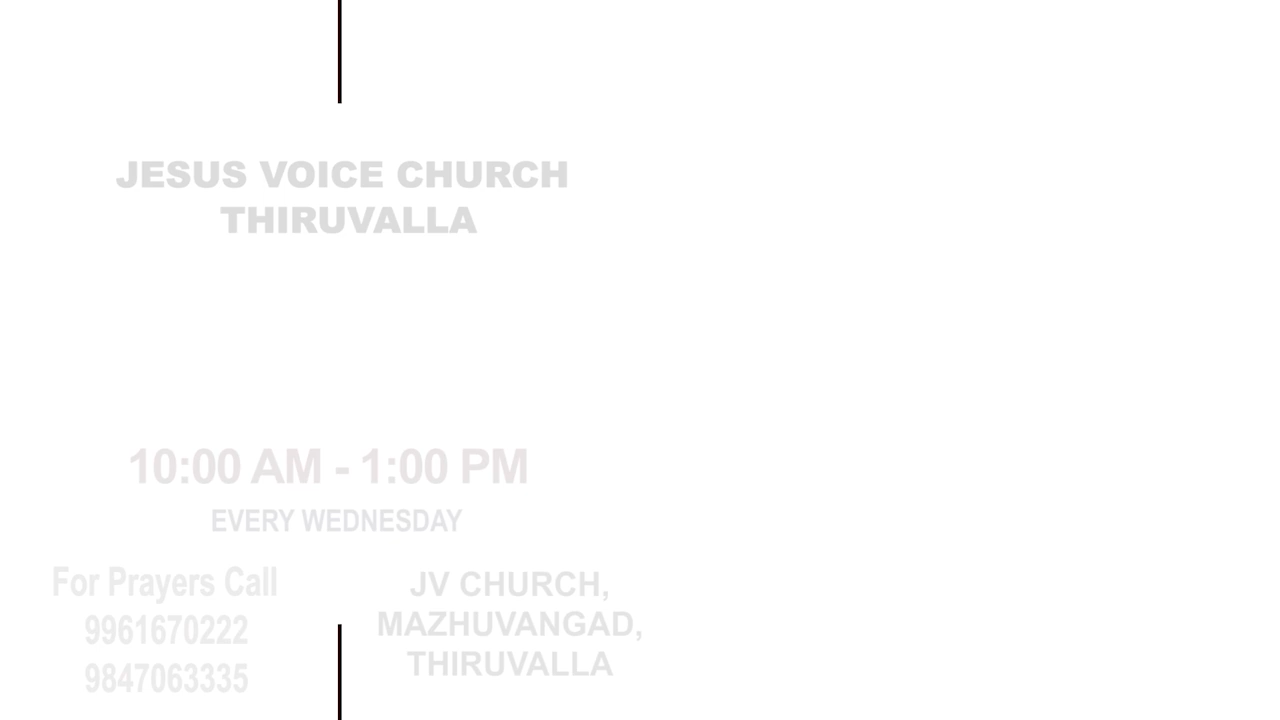 JESUS VOICE CHURCH
THIRUVALLA
10:00 AM - 1:00 PM
EVERY WEDNESDAY
For Prayers Call
9961670222
9847063335
JV CHURCH,
MAZHUVANGAD,
THIRUVALLA